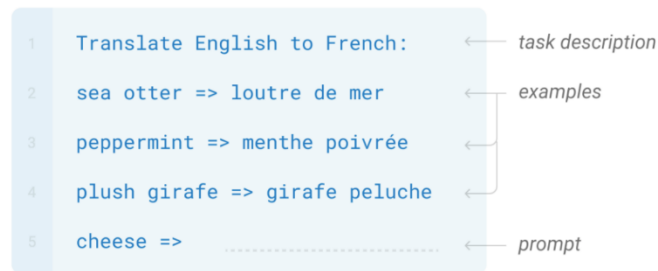 1 Translate English to French: task description
2 sea otter => loutre de mer examples
3 peppermint => menthe poivrée
4 plush girafe => girafe peluche
5 cheese => prompt